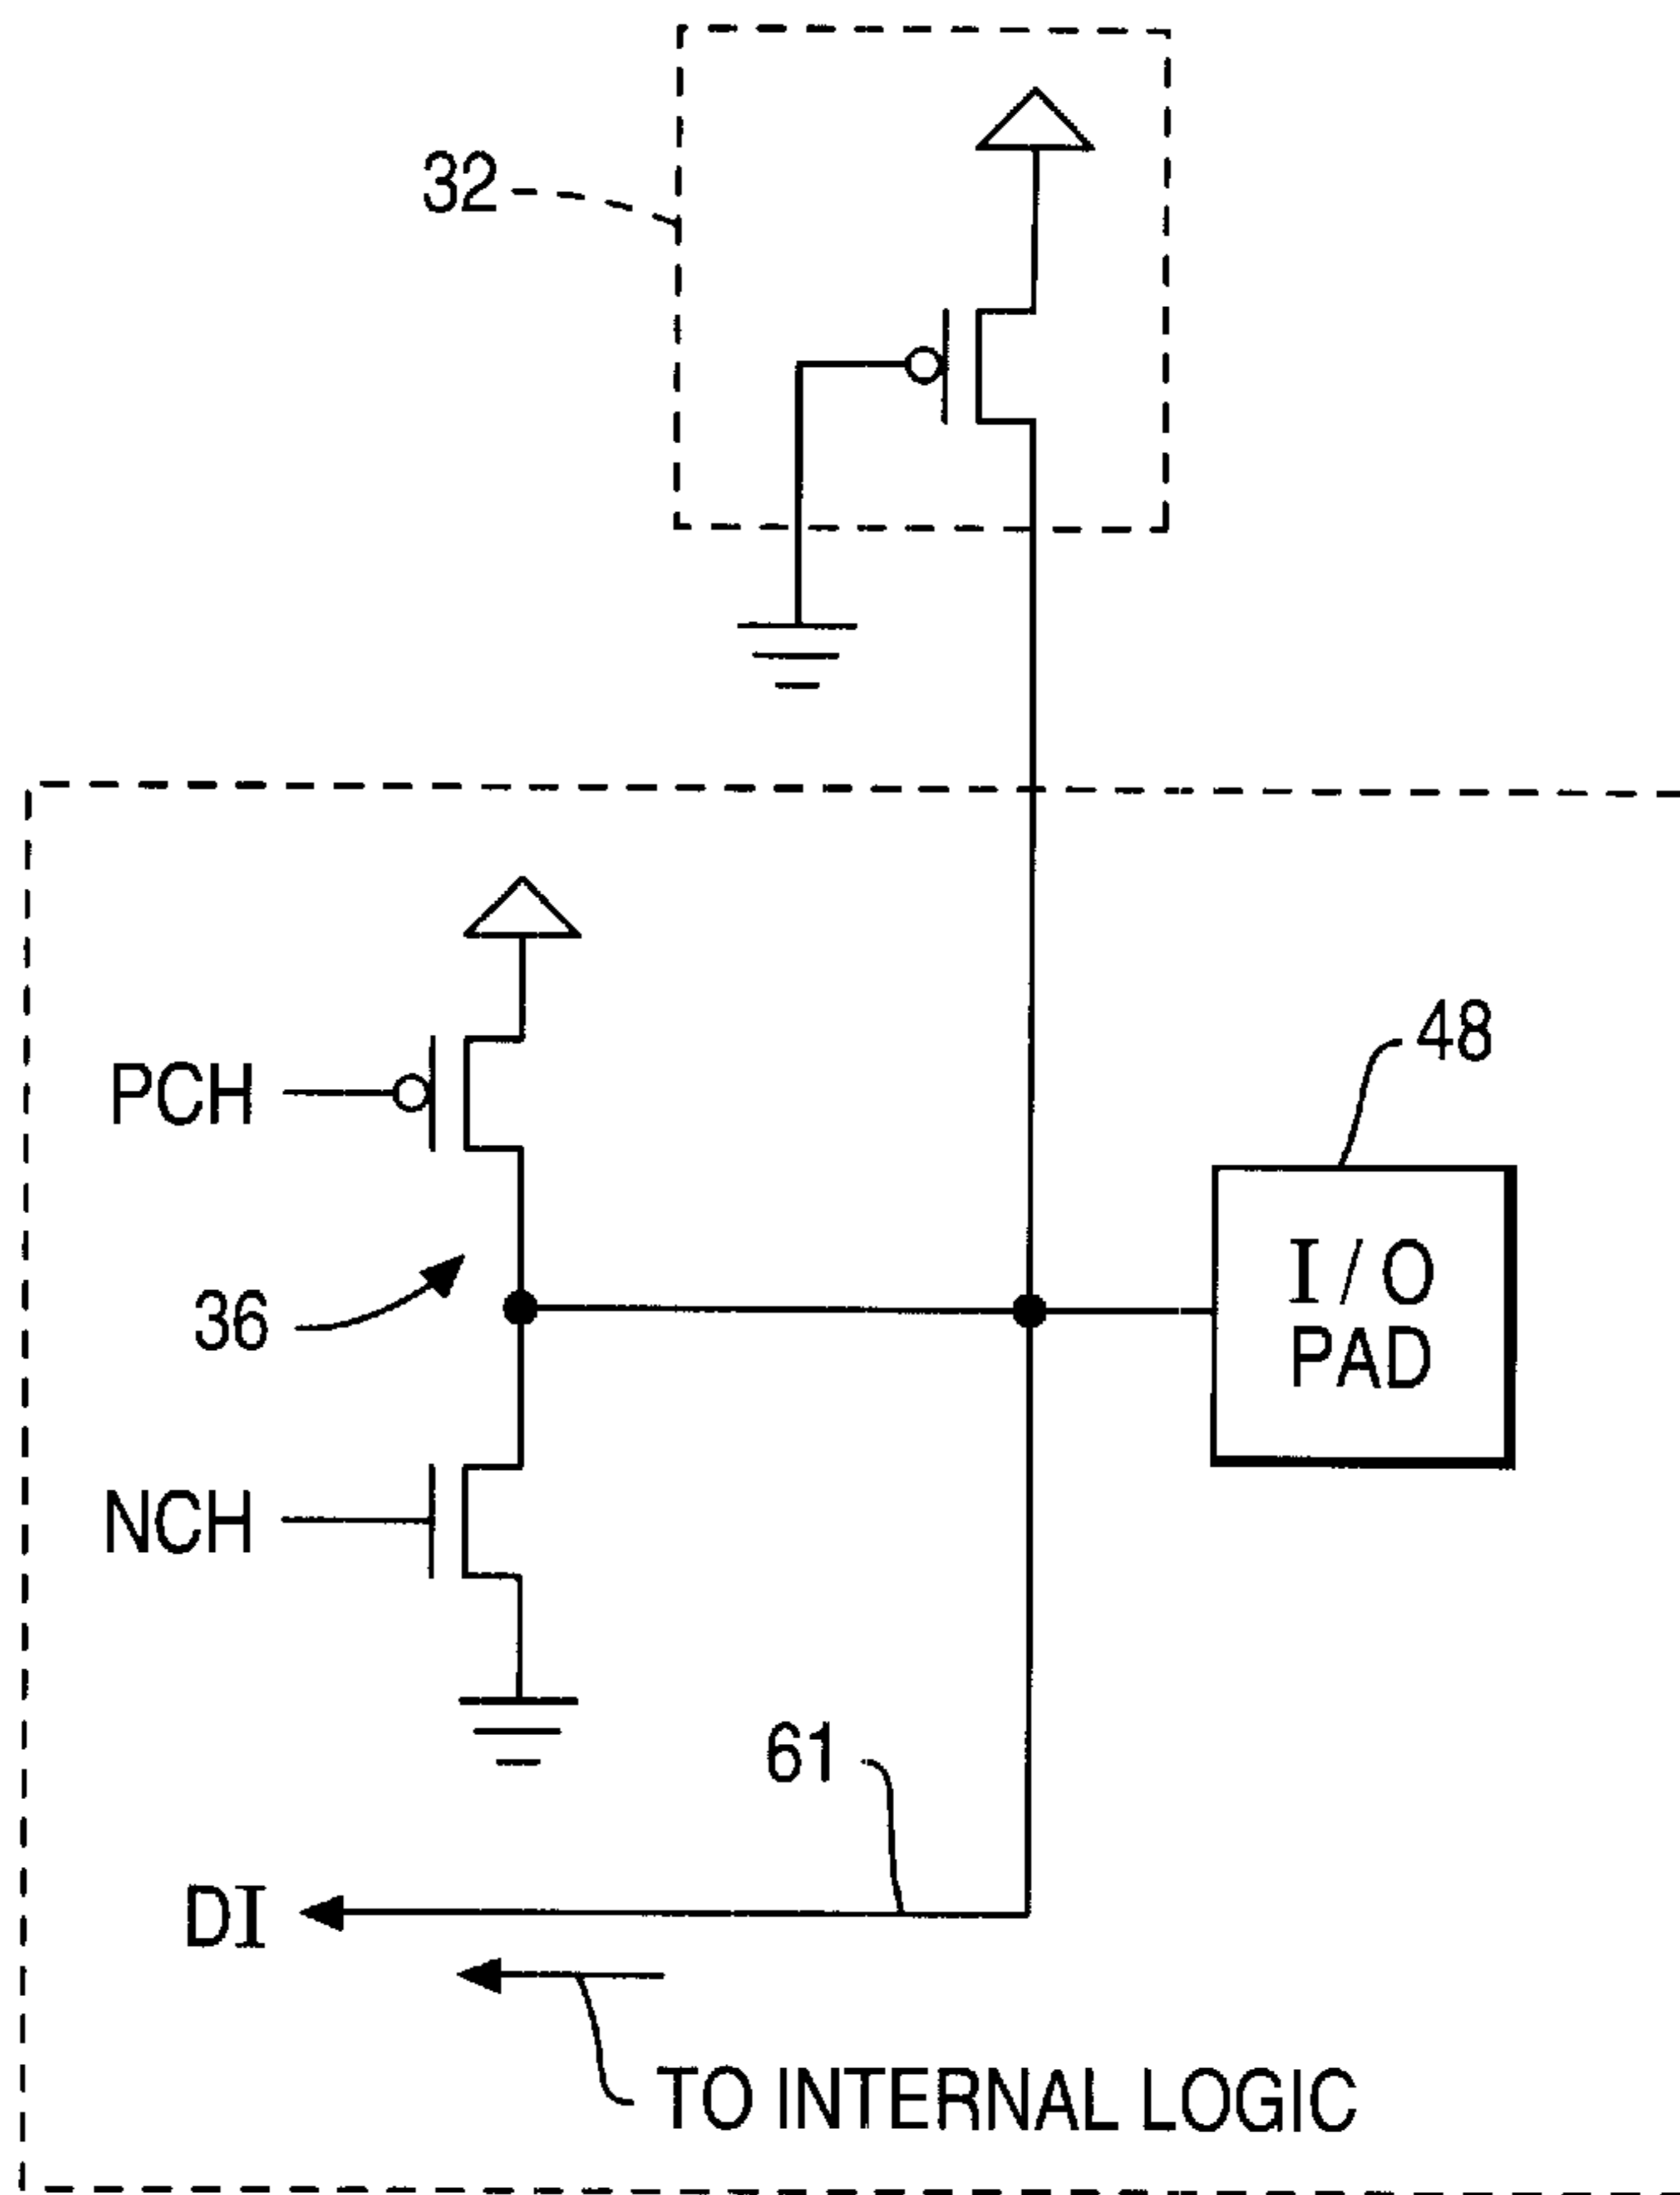 32
48
PCH
I/O
PAD
36
NCH
61
DI
TO INTERNAL LOGIC